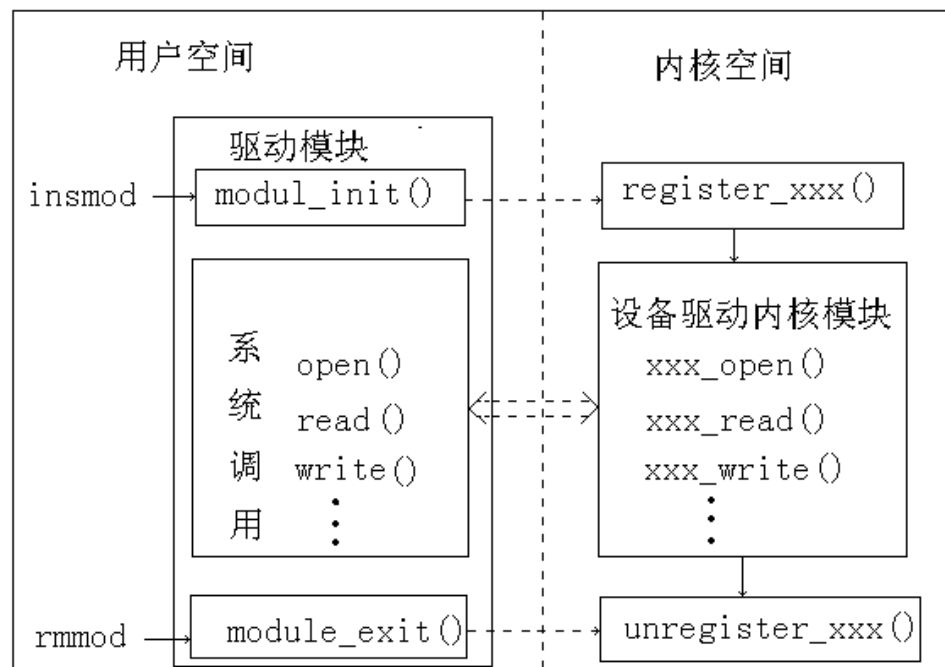 用户空间
内核空间
驱动模块
insmod
modul_init()
register_xxx()
系统调用
open()
read()
write()
设备驱动内核模块
xxx_open()
xxx_read()
xxx_write()
rmmod
module_exit()
unregister_xxx()